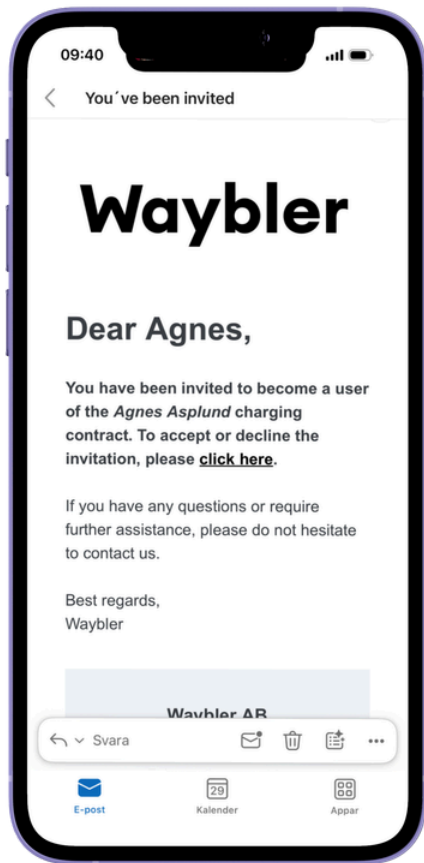 09:40
You´ve been invited
Waybler
Dear Agnes,
You have been invited to become a user
of the Agnes Asplund charging
contract. To accept or decline the
invitation, please click here.
If you have any questions or require
further assistance, please do not hesitate
to contact us.
Best regards,
Waybler
Waybler AB
Svara
E-post
29
Kalender
Appar